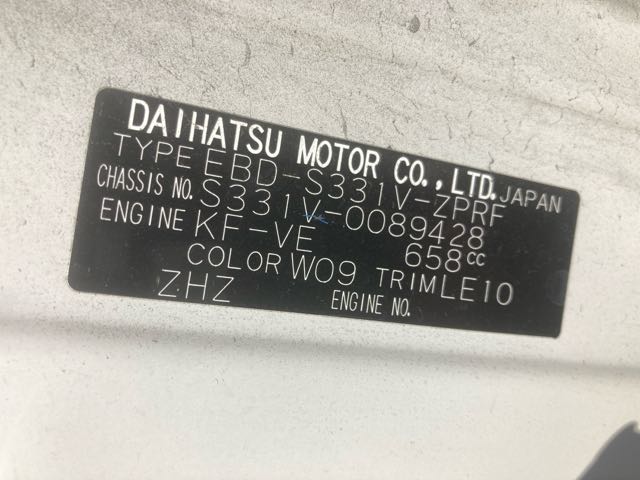 DAIHATSU MOTOR CO., LTD. JAPAN
TYPE EBD-S331V-ZPRF
CHASSIS NO. S331V-0089428
ENGINE KF-VE 658cc
COLOR W09 TRIM LE10
ZHZ ENGINE NO.